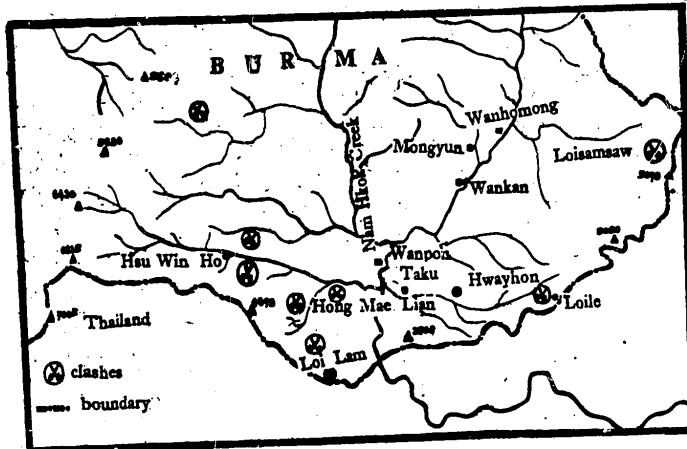 BURMA
Nam Hkok Creek
Wanhomong
Mongyun
Loisamsaw
Wankan
Hsu Win Ho
Wanpon
Taku
Hwayhon
Hong Mae Lian
Loile
Thailand
Loi Lam
clashes
boundary